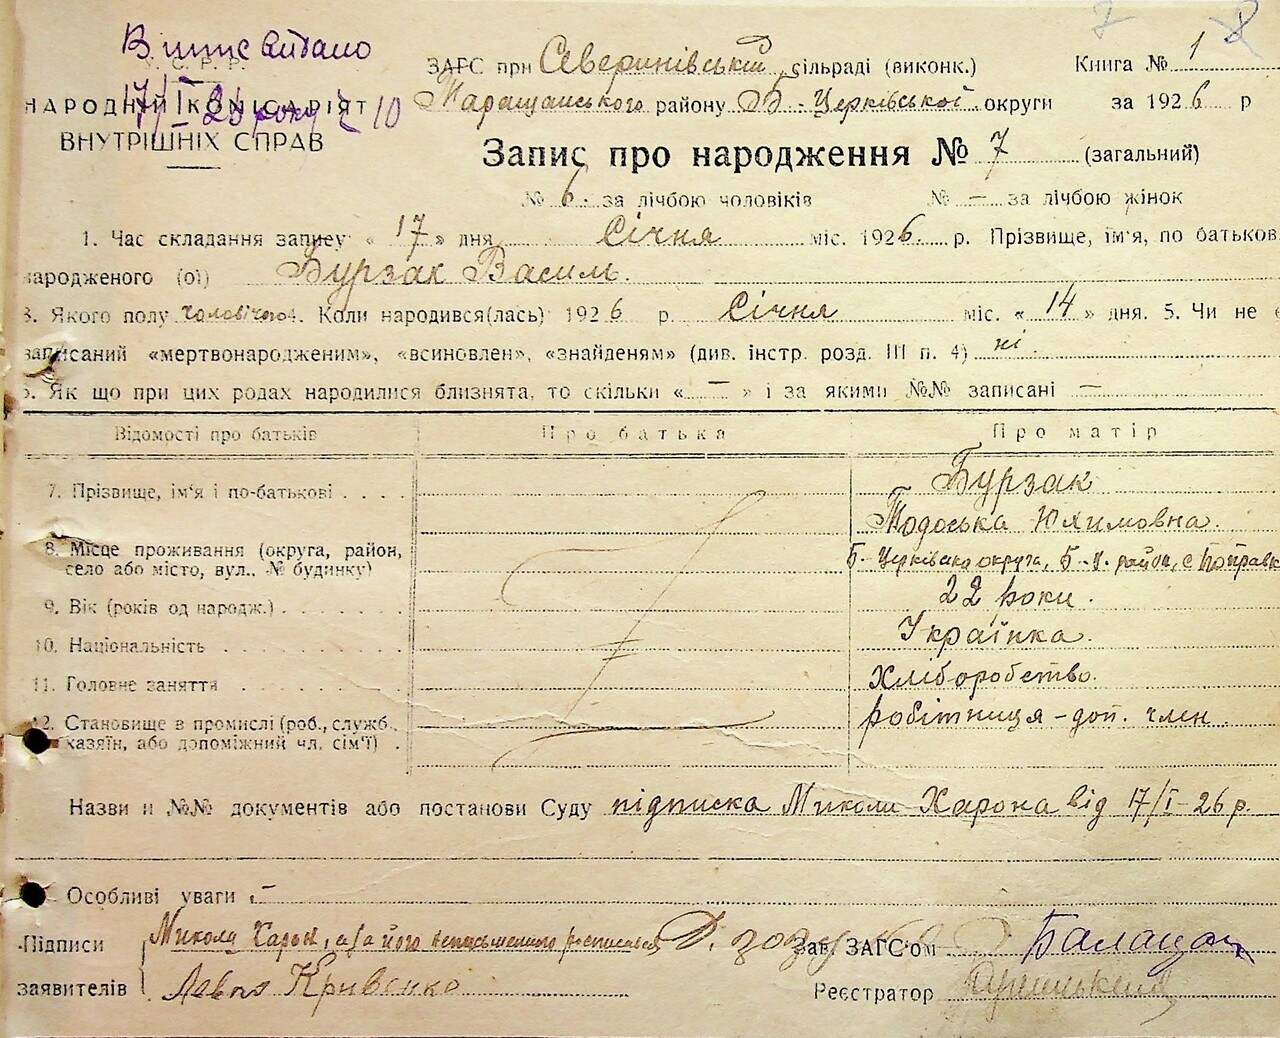 Виписк видано
У. С. Р. Р.
17/I-26 року № 10
НАРОДНІЙ КОМІСАРІЯТ
ВНУТРІШНІХ СПРАВ
ЗАГС при Северинівській сільраді (виконк.) Книга № 1
Таращанського району Б.-Церківської округи за 1926 р
Запис про народження № 7 (загальний)
№ 6. за лічбою чоловіків № — за лічбою жінок
1. Час складання запису «17» дня Січня міс. 1926. р. Прізвище, ім'я, по батьков
народженого (ої) Бурзак Василь.
3. Якого полу чоловічого 4. Коли народився(лась) 1926 р. Січня міс. «14» дня. 5. Чи не є
записаний «мертвонародженим», «всиновлен», «знайденям» (див. інстр. розд. III п. 4) ні.
6. Як що при цих родах народилися близнята, то скільки «—» і за якими №№ записані —
Відомості про батьків Про батька Про матір
7. Прізвище, ім'я і по-батькові Бурзак
Тодоська Юхимовна.
8. Місце проживання (округа, район, село або місто, вул.. № будинку) Б-Церківська округа, Б-Ц. район, с Поправк
9. Вік (років од народж.) 22 роки.
10. Національність Українка.
11. Головне заняття Хліборобство.
12. Становище в промислі (роб., служб. хазяїн, або допоміжний чл. сім'ї) робітниця - доп. член
Назви и №№ документів або постанови Суду підписка Миколи Харона від 17/I-26 р.
Особливі уваги —
Підписи Микола Харон, а за його неписьменного росписався Зав. ЗАГС'ом
заявителів Левко Кривенко Реєстратор